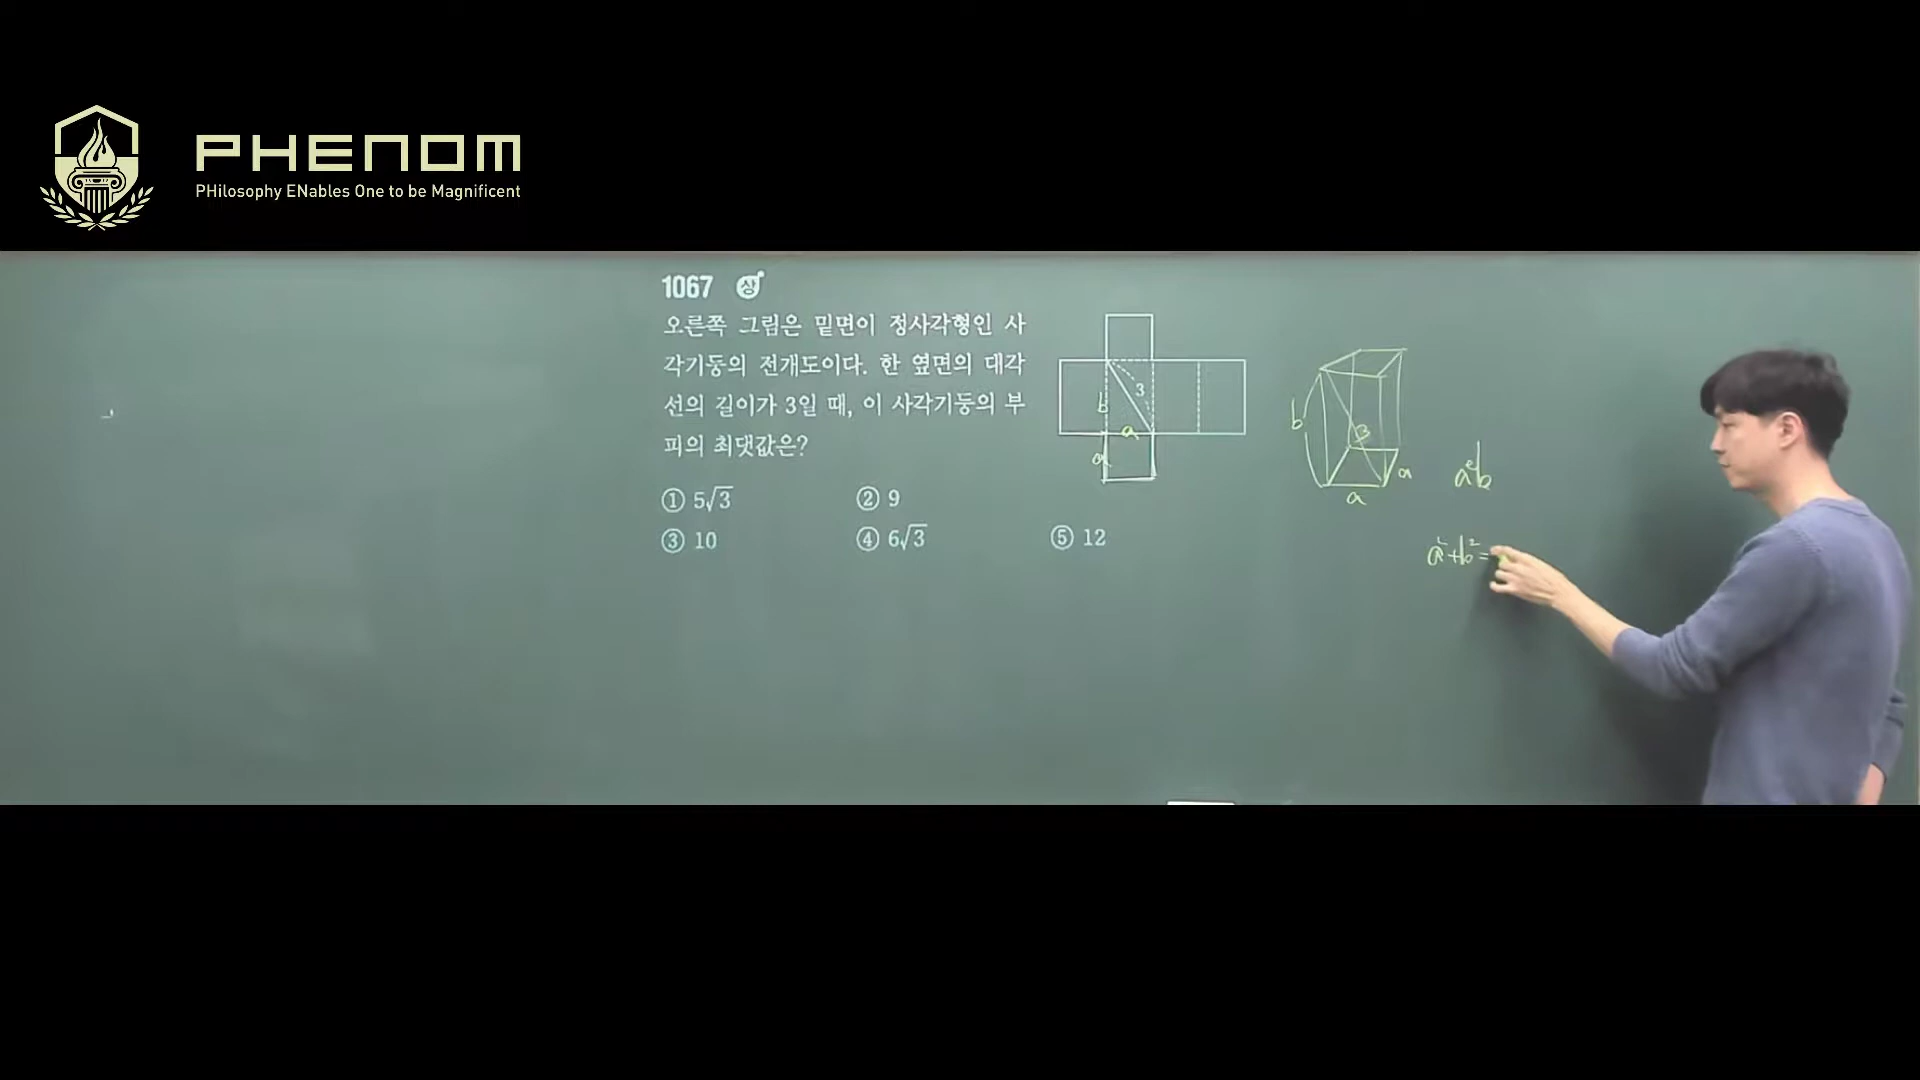 PHENOM
PHilosophy ENables One to be Magnificent
1067 상
오른쪽 그림은 밑면이 정사각형인 사
각기둥의 전개도이다. 한 옆면의 대각
선의 길이가 3일 때, 이 사각기둥의 부
피의 최댓값은?
① 5√3 ② 9
③ 10 ④ 6√3 ⑤ 12
3
b
a
a
b
3
a
a
a²b
a²+b²=